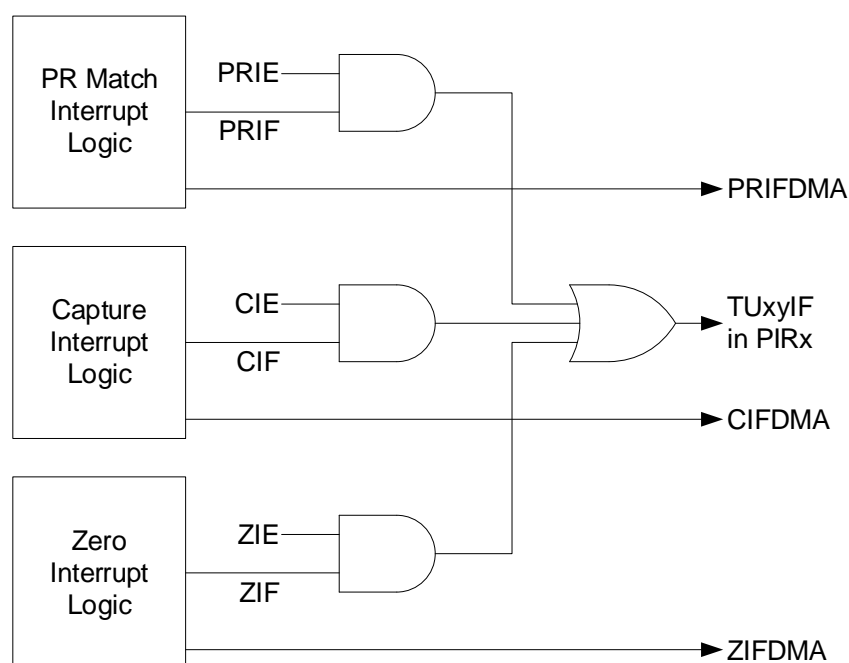 PR Match
Interrupt
Logic
PRIE
PRIF
PRIFDMA
Capture
Interrupt
Logic
CIE
CIF
TUxyIF
in PIRx
CIFDMA
Zero
Interrupt
Logic
ZIE
ZIF
ZIFDMA